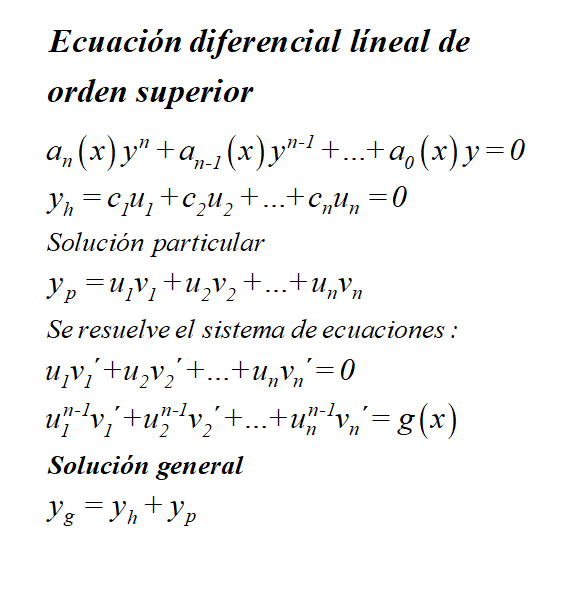 Ecuación diferencial líneal de
orden superior
aₙ(x)yⁿ+aₙ₋₁(x)yⁿ⁻¹+...+a₀(x)y=0
yₕ=c₁u₁+c₂u₂+...+cₙuₙ=0
Solución particular
yₚ=u₁v₁+u₂v₂+...+uₙvₙ
Se resuelve el sistema de ecuaciones :
u₁v₁´+u₂v₂´+...+uₙvₙ´=0
u₁ⁿ⁻¹v₁´+u₂ⁿ⁻¹v₂´+...+uₙⁿ⁻¹vₙ´=g(x)
Solución general
y_g=yₕ+yₚ